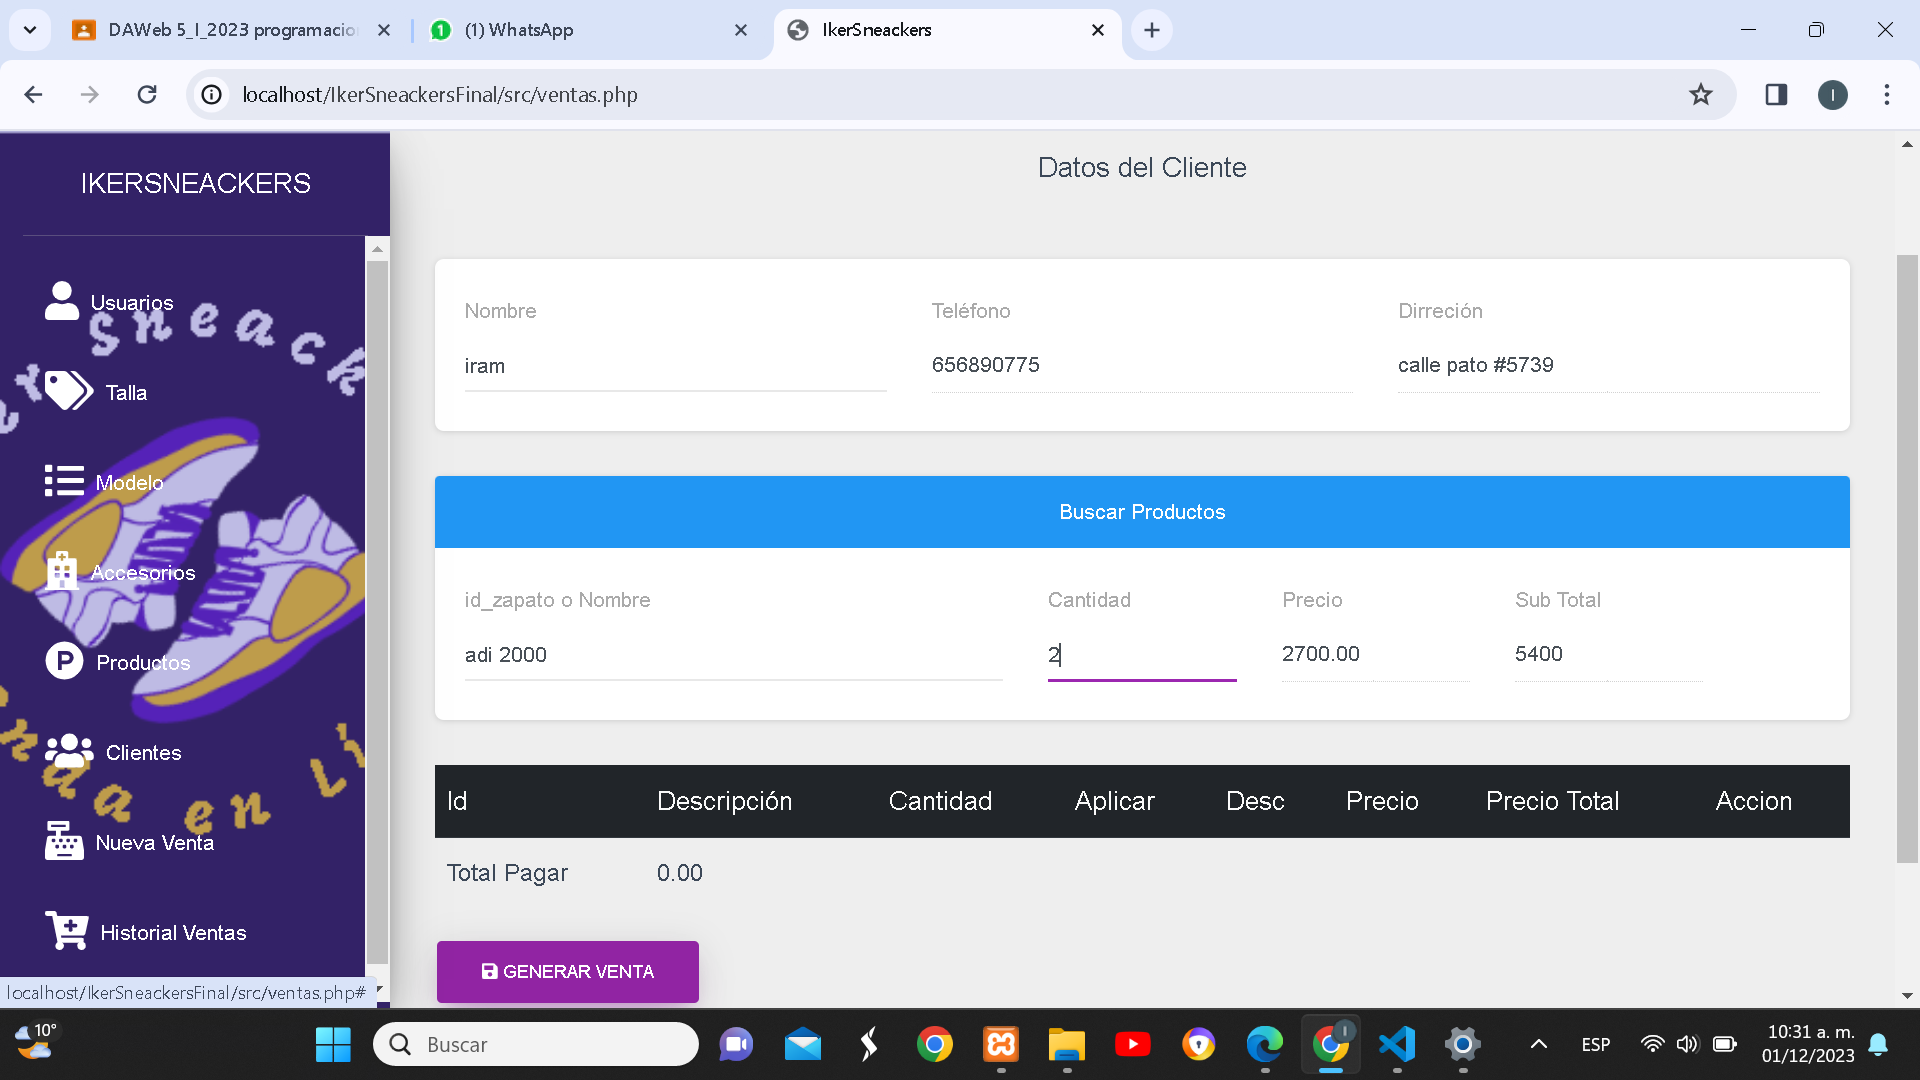 DAWeb 5_I_2023 programacio
(1) WhatsApp
IkerSneackers
localhost/IkerSneackersFinal/src/ventas.php
I
IKERSNEACKERS
Usuarios
Talla
Modelo
Accesorios
Productos
Clientes
Nueva Venta
Historial Ventas
sneack
en Li
localhost/IkerSneackersFinal/src/ventas.php#
Datos del Cliente
Nombre Teléfono Dirreción
iram 656890775 calle pato #5739
Buscar Productos
id_zapato o Nombre Cantidad Precio Sub Total
adi 2000 2 2700.00 5400
Id Descripción Cantidad Aplicar Desc Precio Precio Total Accion
Total Pagar 0.00
GENERAR VENTA
10°
Buscar
ESP
10:31 a. m.
01/12/2023